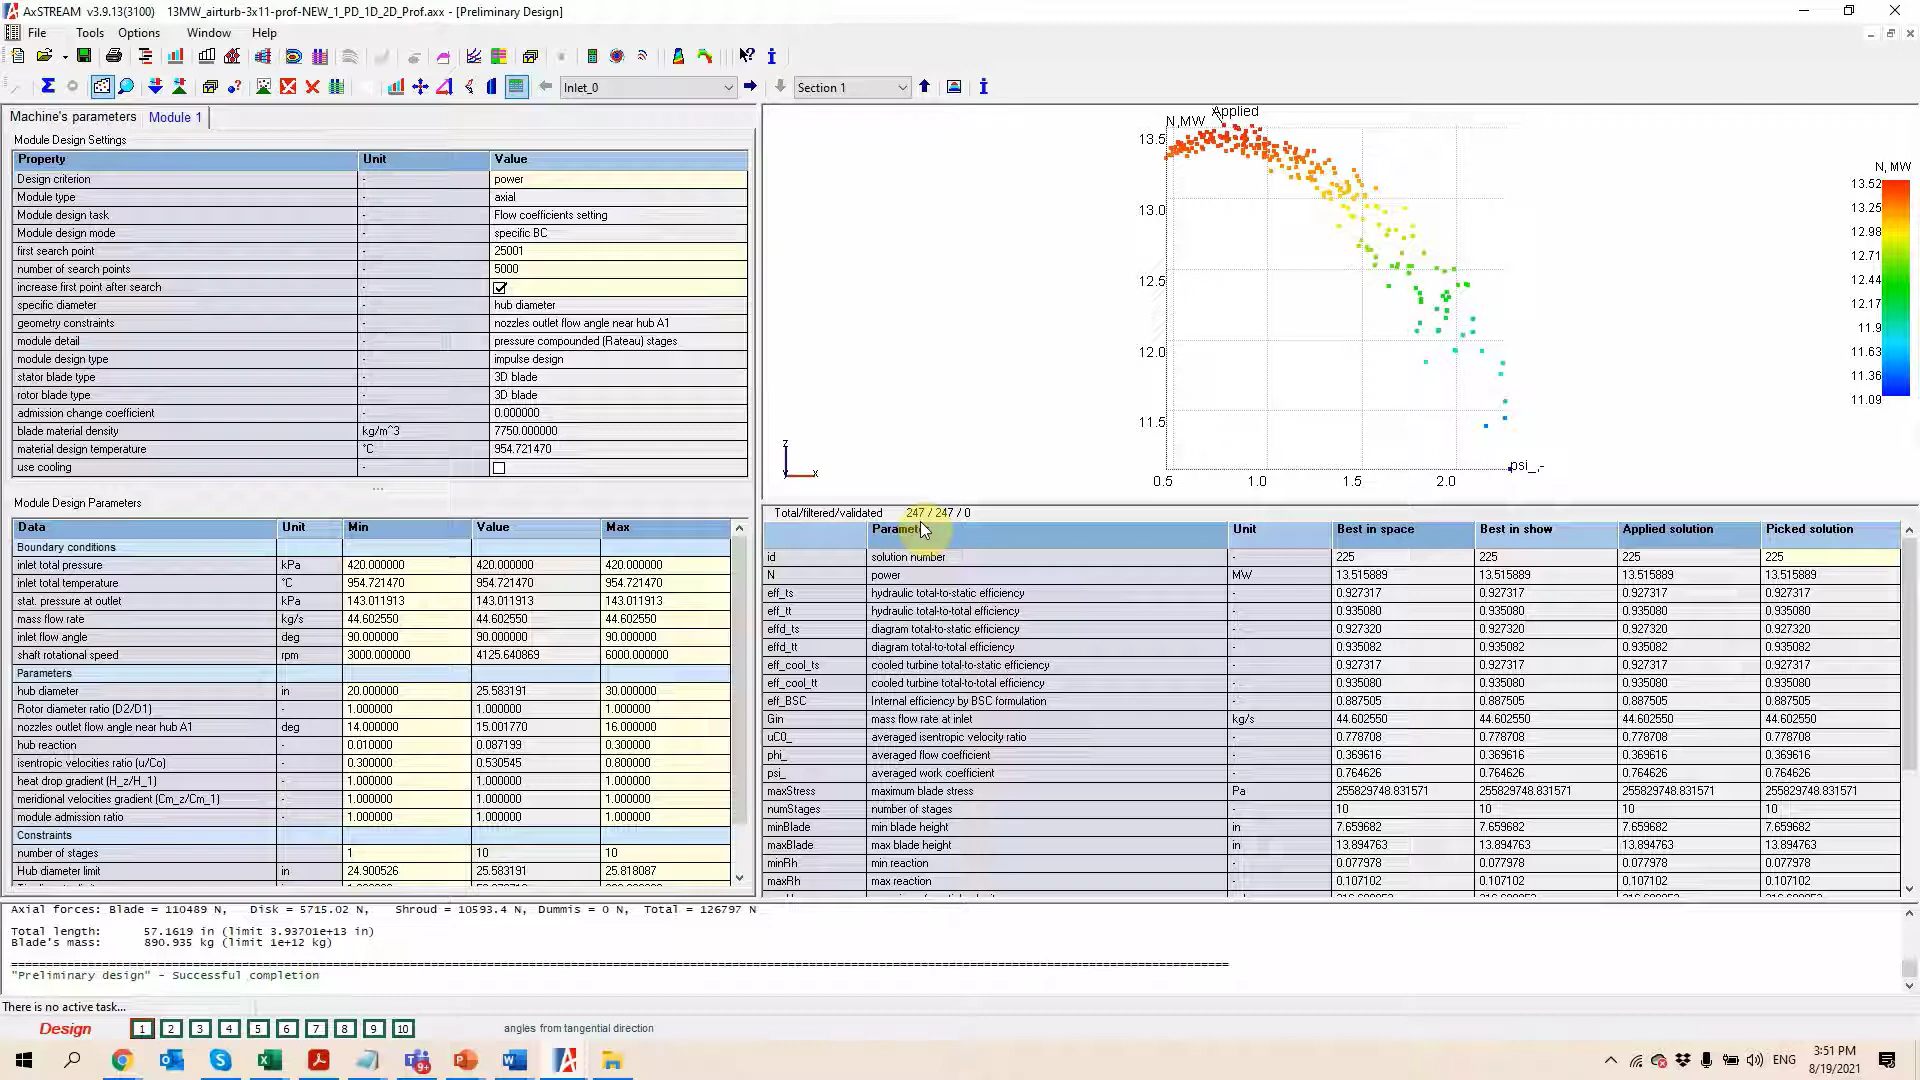 AxSTREAM v3.9.13(3100) 13MW_airturb-3x11-prof-NEW_1_PD_1D_2D_Prof.axx - [Preliminary Design]
File Tools Options Window Help
Inlet_0 Section 1
Machine's parameters Module 1
Module Design Settings
Property Unit Value
Design criterion - power
Module type - axial
Module design task - Flow coefficients setting
Module design mode - specific BC
first search point - 25001
number of search points - 5000
increase first point after search -
specific diameter - hub diameter
geometry constraints - nozzles outlet flow angle near hub A1
module detail - pressure compounded (Rateau) stages
module design type - impulse design
stator blade type - 3D blade
rotor blade type - 3D blade
admission change coefficient - 0.000000
blade material density kg/m^3 7750.000000
material design temperature °C 954.721470
use cooling -
Module Design Parameters
Data Unit Min Value Max
Boundary conditions
inlet total pressure kPa 420.000000 420.000000 420.000000
inlet total temperature °C 954.721470 954.721470 954.721470
stat. pressure at outlet kPa 143.011913 143.011913 143.011913
mass flow rate kg/s 44.602550 44.602550 44.602550
inlet flow angle deg 90.000000 90.000000 90.000000
shaft rotational speed rpm 3000.000000 4125.640869 6000.000000
Parameters
hub diameter in 20.000000 25.583191 30.000000
Rotor diameter ratio (D2/D1) - 1.000000 1.000000 1.000000
nozzles outlet flow angle near hub A1 deg 14.000000 15.001770 16.000000
hub reaction - 0.010000 0.087199 0.300000
isentropic velocities ratio (u/Co) - 0.300000 0.530545 0.800000
heat drop gradient (H_z/H_1) - 1.000000 1.000000 1.000000
meridional velocities gradient (Cm_z/Cm_1) - 1.000000 1.000000 1.000000
module admission ratio - 1.000000 1.000000 1.000000
Constraints
number of stages - 1 10 10
Hub diameter limit in 24.900526 25.583191 25.818087
N,MW Applied
13.5
13.0
12.5
12.0
11.5
0.5 1.0 1.5 2.0
psi_,-
z
x
N, MW
13.52
13.25
12.98
12.71
12.44
12.17
11.9
11.63
11.36
11.09
Total/filtered/validated 247 / 247 / 0
Unit Best in space Best in show Applied solution Picked solution
id solution number - 225 225 225 225
N power MW 13.515889 13.515889 13.515889 13.515889
eff_ts hydraulic total-to-static efficiency - 0.927317 0.927317 0.927317 0.927317
eff_tt hydraulic total-to-total efficiency - 0.935080 0.935080 0.935080 0.935080
effd_ts diagram total-to-static efficiency - 0.927320 0.927320 0.927320 0.927320
effd_tt diagram total-to-total efficiency - 0.935082 0.935082 0.935082 0.935082
eff_cool_ts cooled turbine total-to-static efficiency - 0.927317 0.927317 0.927317 0.927317
eff_cool_tt cooled turbine total-to-total efficiency - 0.935080 0.935080 0.935080 0.935080
eff_BSC Internal efficiency by BSC formulation - 0.887505 0.887505 0.887505 0.887505
Gin mass flow rate at inlet kg/s 44.602550 44.602550 44.602550 44.602550
uC0_ averaged isentropic velocity ratio - 0.778708 0.778708 0.778708 0.778708
phi_ averaged flow coefficient - 0.369616 0.369616 0.369616 0.369616
psi_ averaged work coefficient - 0.764626 0.764626 0.764626 0.764626
maxStress maximum blade stress Pa 255829748.831571 255829748.831571 255829748.831571 255829748.831571
numStages number of stages - 10 10 10 10
minBlade min blade height in 7.659682 7.659682 7.659682 7.659682
maxBlade max blade height in 13.894763 13.894763 13.894763 13.894763
minRh min reaction - 0.077978 0.077978 0.077978 0.077978
maxRh max reaction - 0.107102 0.107102 0.107102 0.107102
Axial forces: Blade = 110489 N, Disk = 5715.02 N, Shroud = 10593.4 N, Dummis = 0 N, Total = 126797 N
Total length: 57.1619 in (limit 3.93701e+13 in)
Blade's mass: 890.935 kg (limit 1e+12 kg)
"Preliminary design" - Successful completion
There is no active task...
Design 1 2 3 4 5 6 7 8 9 10 angles from tangential direction
9+ ENG 3:51 PM
8/19/2021